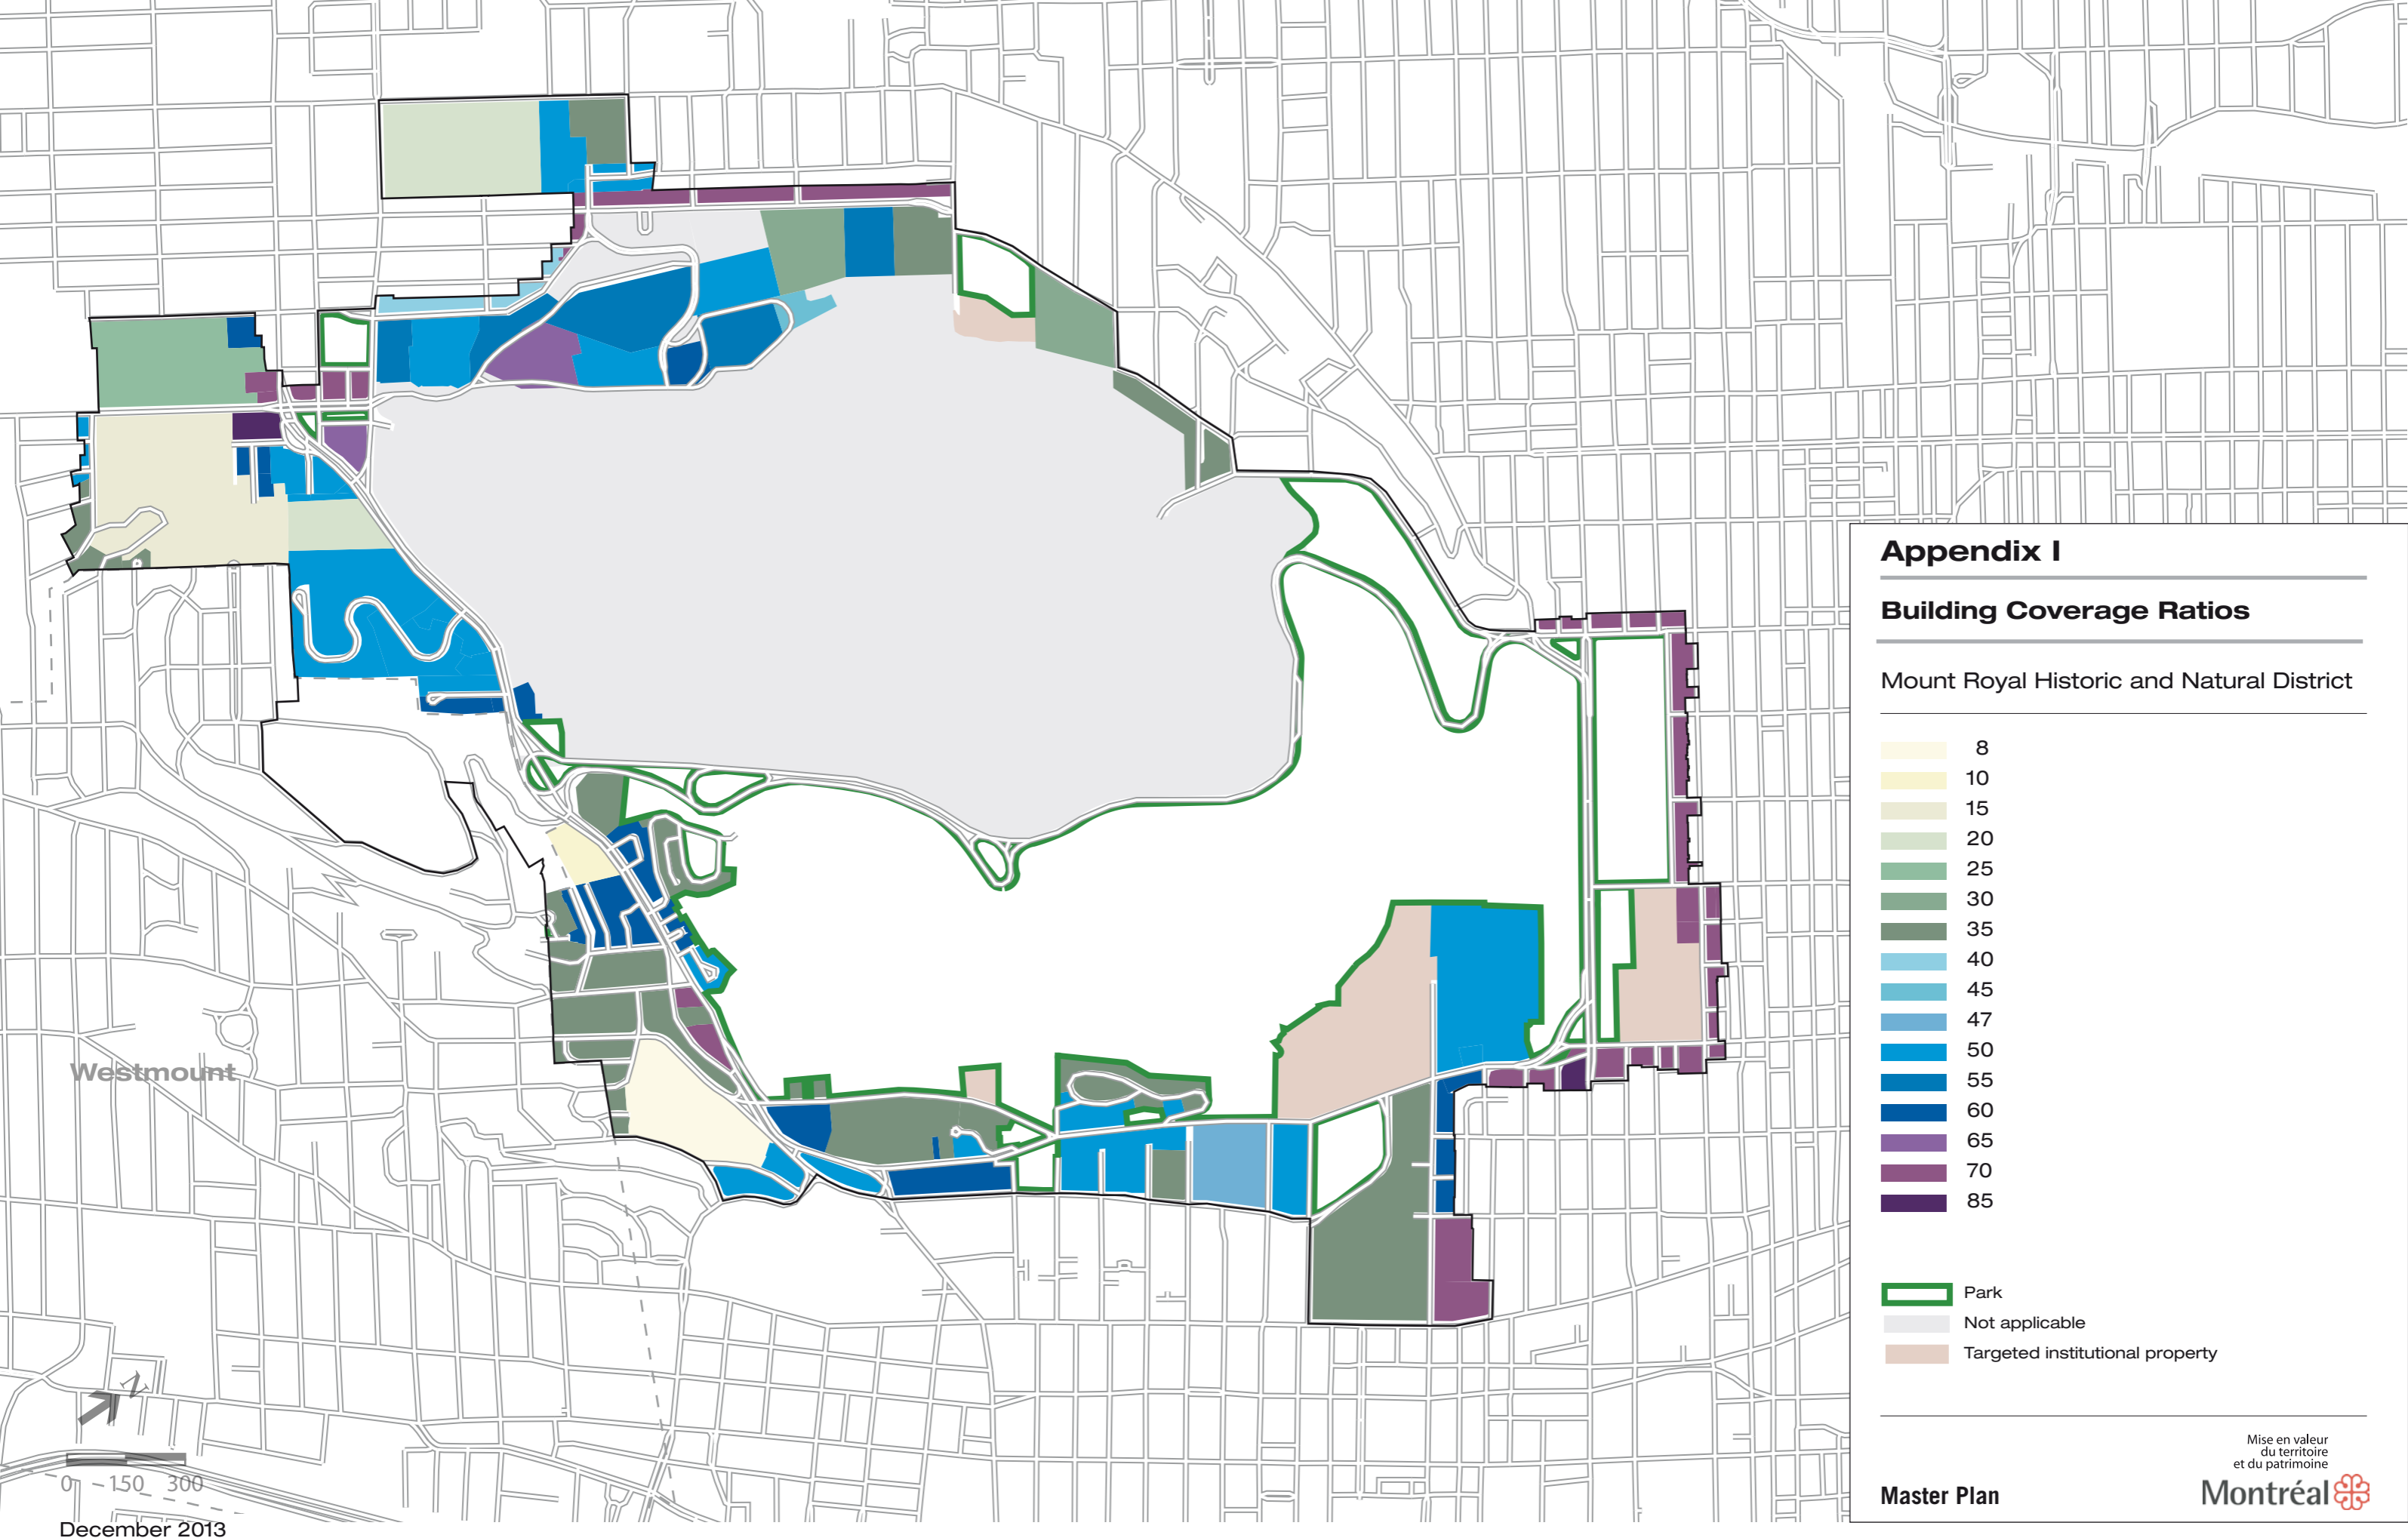 Appendix I
Building Coverage Ratios
Mount Royal Historic and Natural District
8
10
15
20
25
30
35
40
45
47
50
55
60
65
70
85
Park
Not applicable
Targeted institutional property
Mise en valeur
du territoire
et du patrimoine
Master Plan
Montréal
Westmount
N
0 150 300
December 2013